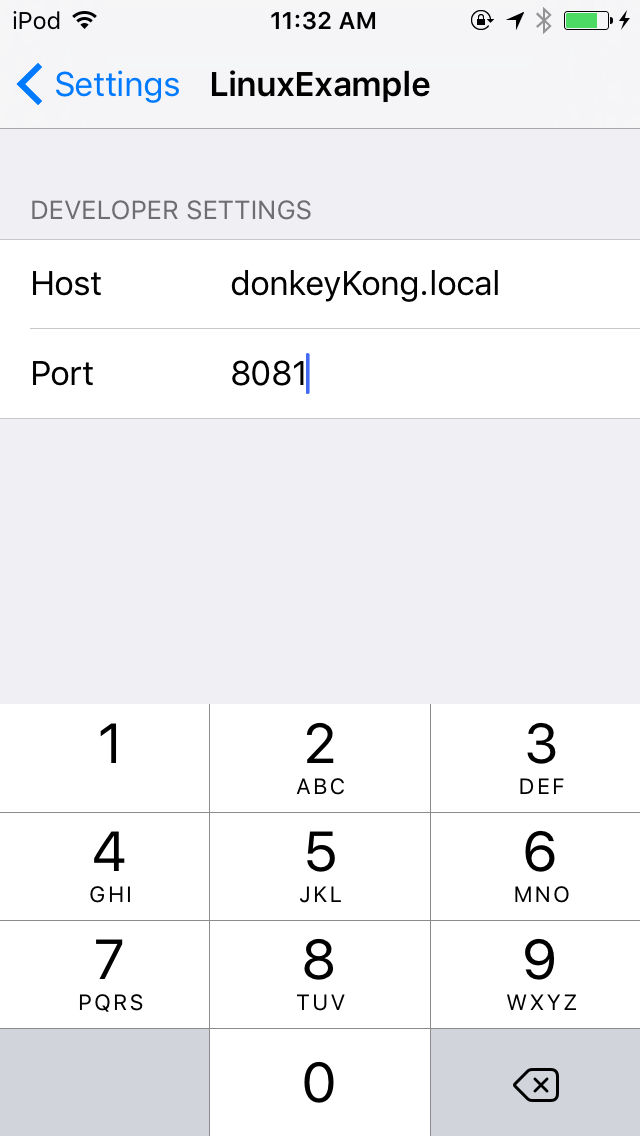 iPod 11:32 AM
Settings LinuxExample
DEVELOPER SETTINGS
Host donkeyKong.local
Port 8081
1 2 3
ABC DEF
4 5 6
GHI JKL MNO
7 8 9
PQRS TUV WXYZ
0